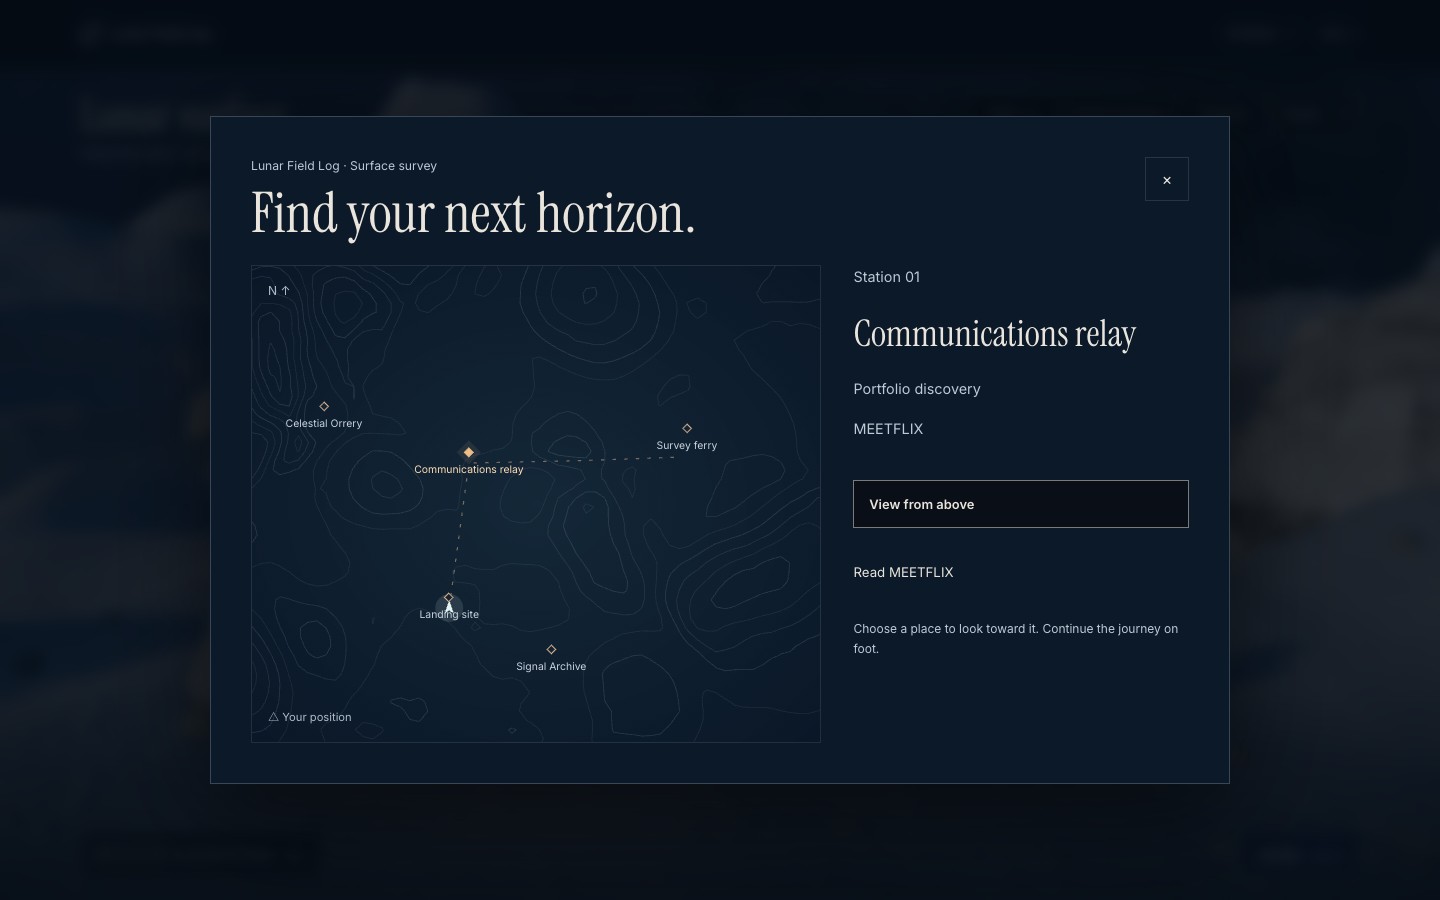 Lunar Field Log · Surface survey
Find your next horizon.
×
N ↑
Celestial Orrery
Communications relay
Survey ferry
Landing site
Signal Archive
△ Your position
Station 01
Communications relay
Portfolio discovery
MEETFLIX
View from above
Read MEETFLIX
Choose a place to look toward it. Continue the journey on
foot.